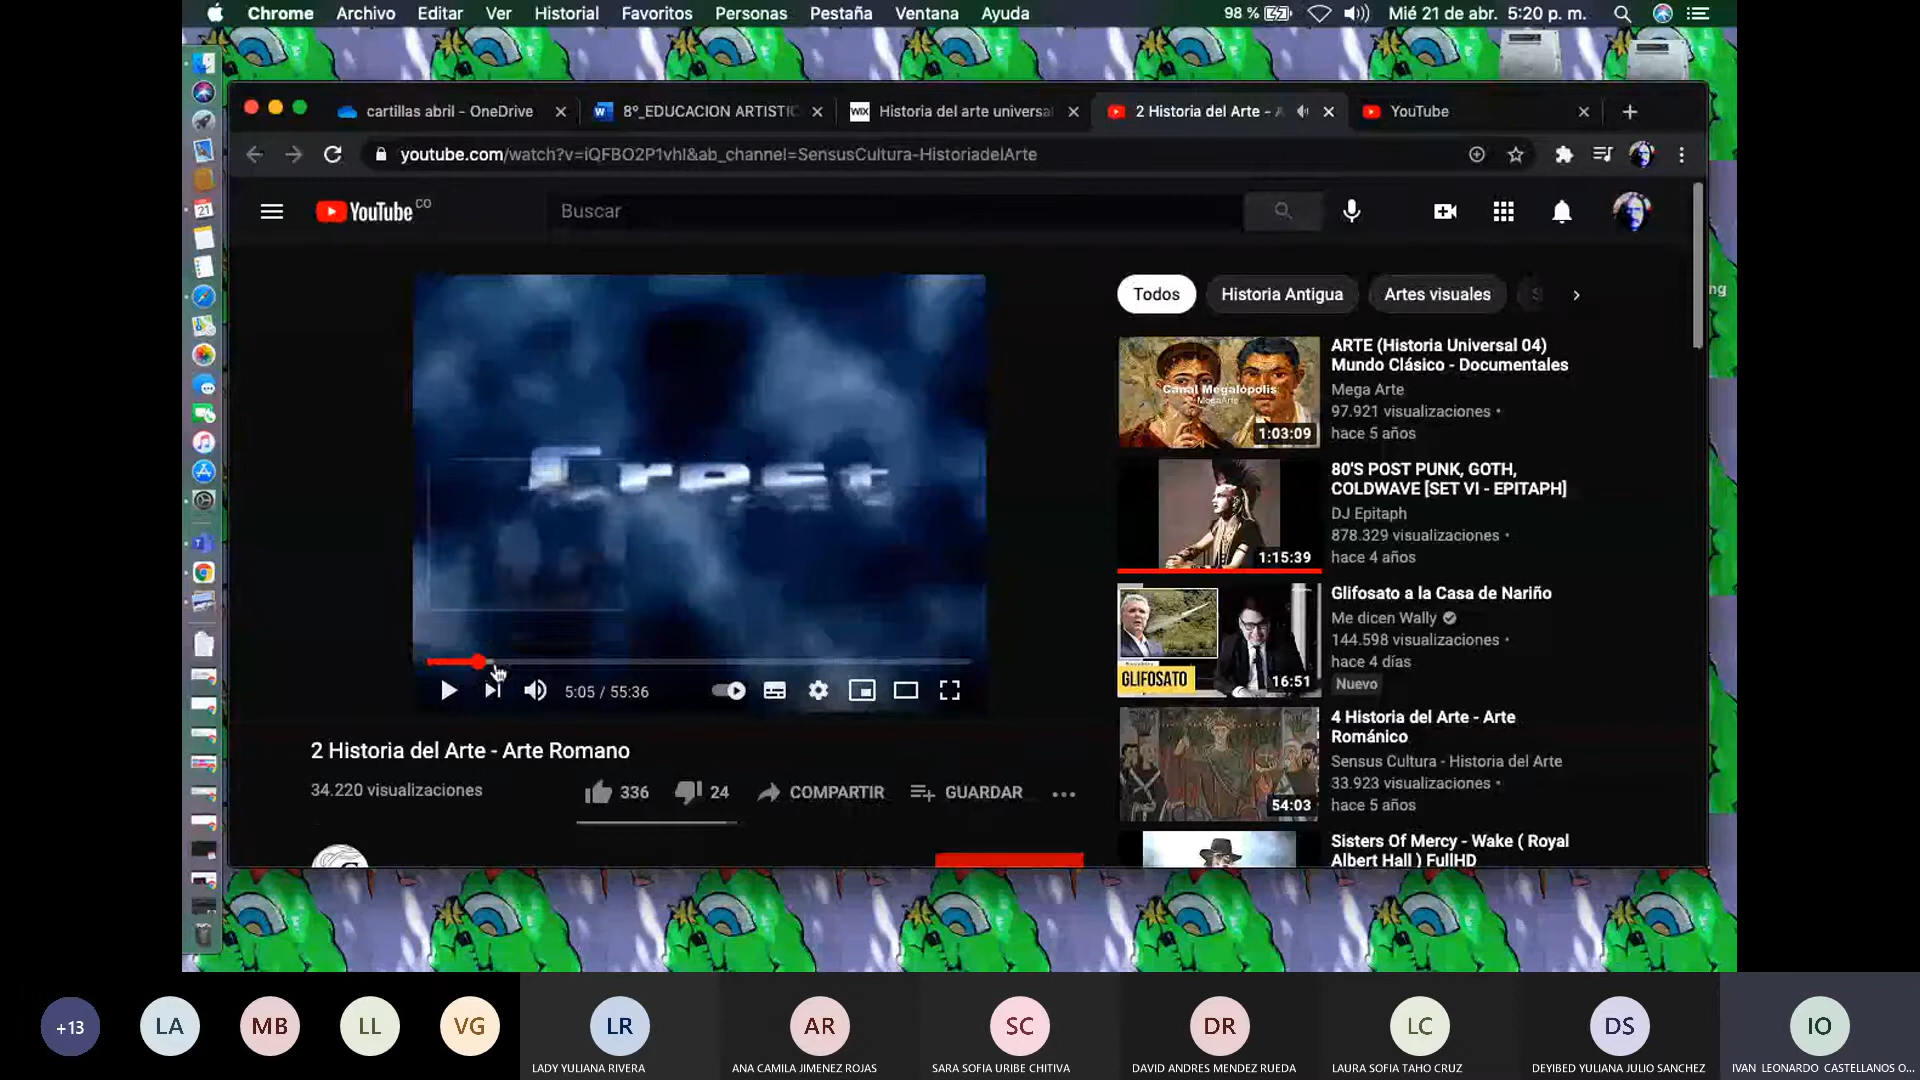 Chrome Archivo Editar Ver Historial Favoritos Personas Pestaña Ventana Ayuda 98 % Mié 21 de abr. 5:20 p. m.
cartillas abril - OneDrive 8°_EDUCACION ARTISTIC WIX Historia del arte universal 2 Historia del Arte - A YouTube
youtube.com/watch?v=iQFBO2P1vhI&ab_channel=SensusCultura-HistoriadelArte
YouTube CO Buscar
Todos Historia Antigua Artes visuales
ng
ARTE (Historia Universal 04)
Mundo Clásico - Documentales
Mega Arte
97.921 visualizaciones •
hace 5 años
Canal Megalópolis
MegaArte
1:03:09
80'S POST PUNK, GOTH,
COLDWAVE [SET VI - EPITAPH]
DJ Epitaph
878.329 visualizaciones •
hace 4 años
1:15:39
Glifosato a la Casa de Nariño
Me dicen Wally
144.598 visualizaciones •
hace 4 días
Nuevo
GLIFOSATO
16:51
4 Historia del Arte - Arte
Románico
Sensus Cultura - Historia del Arte
33.923 visualizaciones •
hace 5 años
54:03
Sisters Of Mercy - Wake ( Royal
Albert Hall ) FullHD
5:05 / 55:36
2 Historia del Arte - Arte Romano
34.220 visualizaciones
336 24 COMPARTIR GUARDAR
21
+13 LA MB LL VG LR AR SC DR LC DS IO
LADY YULIANA RIVERA ANA CAMILA JIMENEZ ROJAS SARA SOFIA URIBE CHITIVA DAVID ANDRES MENDEZ RUEDA LAURA SOFIA TAHO CRUZ DEYIBED YULIANA JULIO SANCHEZ IVAN LEONARDO CASTELLANOS O...